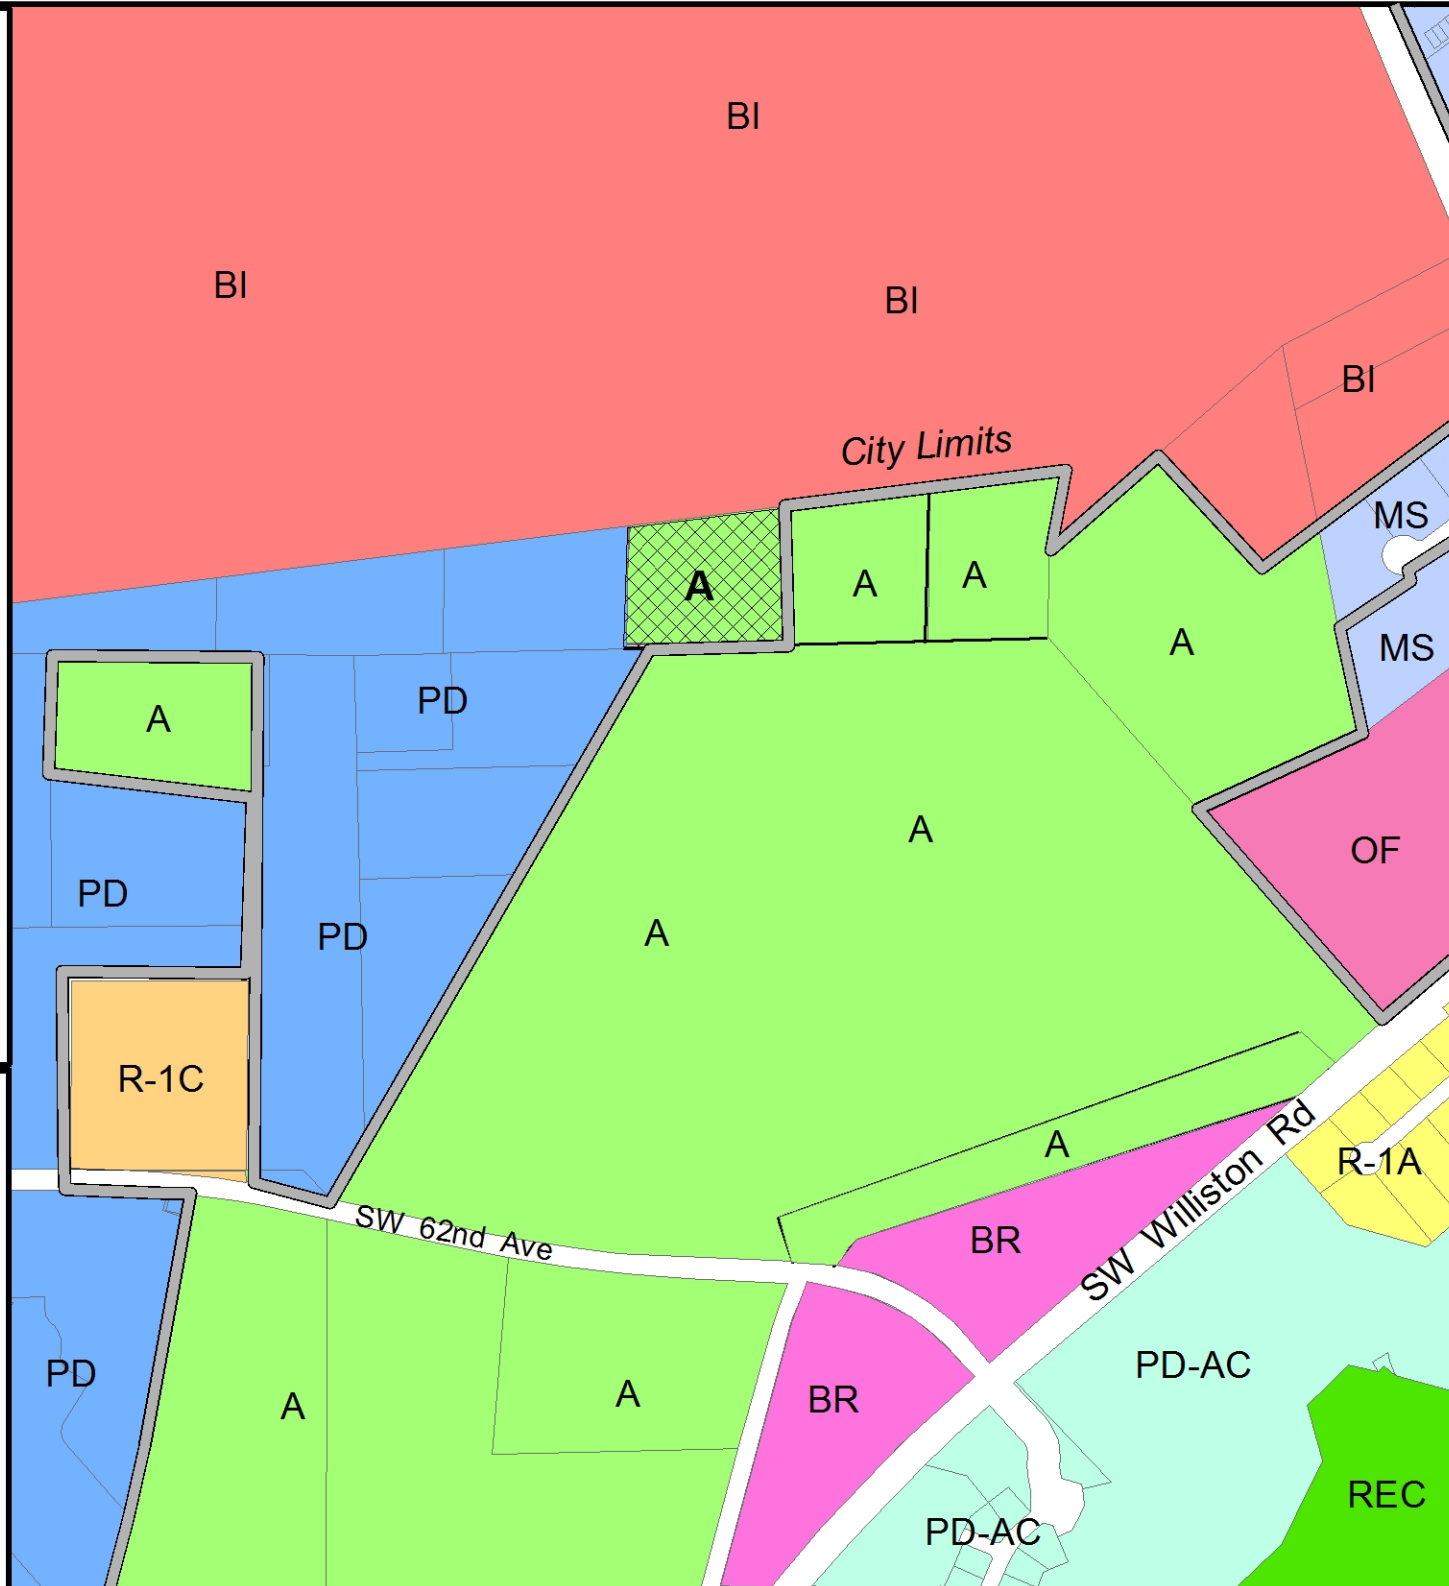 BI
BI
BI
BI
City Limits
MS
A
A
A
A
MS
PD
A
A
OF
PD
A
PD
R-1C
A
R-1A
SW 62nd Ave
BR
SW Williston Rd
PD-AC
PD
A
A
BR
REC
PD-AC